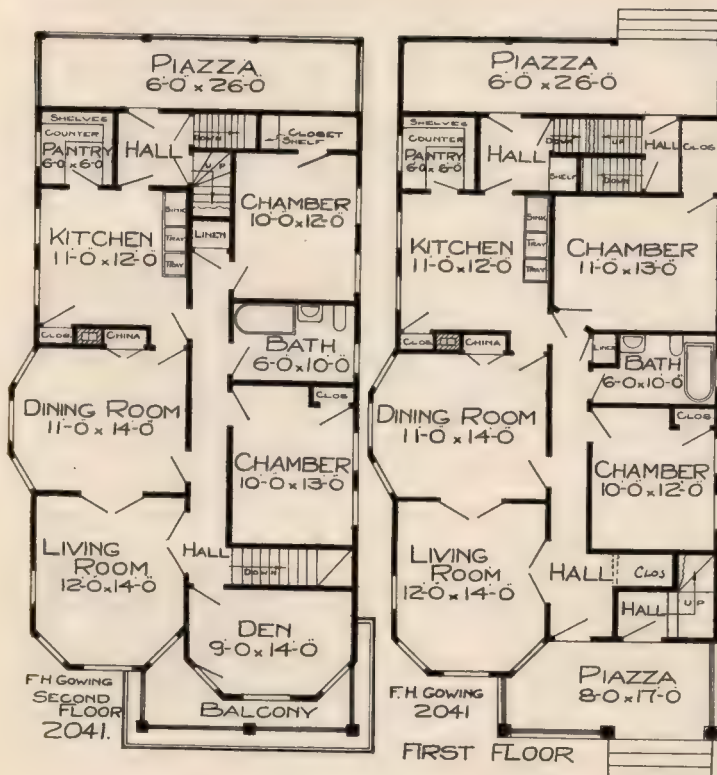 PIAZZA
6-0 x 26-0
SHELVES
COUNTER
PANTRY
6-0 x 6-0
HALL
DOWN
UP
CLOSET
SHELF
CHAMBER
10-0 x 12-0
KITCHEN
11-0 x 12-0
SINK
TRAY
TRAY
LINEN
BATH
6-0 x 10-0
CLOS
CHINA
DINING ROOM
11-0 x 14-0
CLOS
CHAMBER
10-0 x 13-0
LIVING
ROOM
12-0 x 14-0
HALL
DOWN
DEN
9-0 x 14-0
BALCONY
F.H. GOWING
SECOND
FLOOR
2041.
PIAZZA
6-0 x 26-0
SHELVES
COUNTER
PANTRY
6-0 x 6-0
HALL
DOWN
UP
HALL
CLOS
SHELF
DOWN
KITCHEN
11-0 x 12-0
SINK
TRAY
TRAY
CHAMBER
11-0 x 13-0
CLOS
CHINA
LINEN
BATH
6-0 x 10-0
DINING ROOM
11-0 x 14-0
CLOS
CHAMBER
10-0 x 12-0
LIVING
ROOM
12-0 x 14-0
HALL
CLOS
HALL
UP
PIAZZA
8-0 x 17-0
F.H. GOWING
2041
FIRST FLOOR